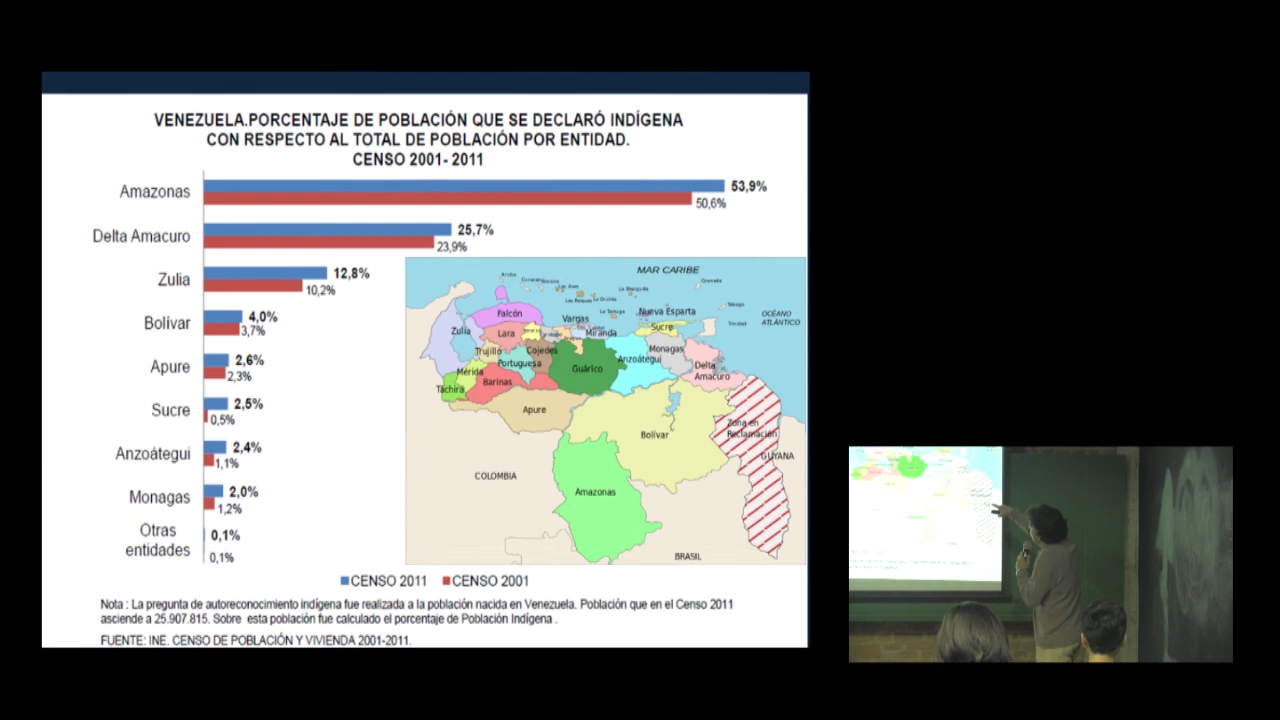 VENEZUELA.PORCENTAJE DE POBLACIÓN QUE SE DECLARÓ INDÍGENA
CON RESPECTO AL TOTAL DE POBLACIÓN POR ENTIDAD.
CENSO 2001- 2011
Amazonas
53,9%
50,6%
Delta Amacuro
25,7%
23,9%
Zulia
12,8%
10,2%
Bolívar
4,0%
3,7%
Apure
2,6%
2,3%
Sucre
2,5%
0,5%
Anzoátegui
2,4%
1,1%
Monagas
2,0%
1,2%
Otras
entidades
0,1%
0,1%
MAR CARIBE
OCÉANO
ATLÁNTICO
Falcón
Vargas
Nueva Esparta
Zulia
Lara
Miranda
Sucre
Trujillo
Cojedes
Monagas
Mérida
Portuguesa
Guárico
Anzoátegui
Delta
Amacuro
Táchira
Barinas
Apure
Bolívar
Zona en
Reclamación
GUYANA
COLOMBIA
Amazonas
BRASIL
CENSO 2011
CENSO 2001
Nota : La pregunta de autoreconocimiento indígena fue realizada a la población nacida en Venezuela. Población que en el Censo 2011
asciende a 25.907.815. Sobre esta población fue calculado el porcentaje de Población Indígena .
FUENTE: INE. CENSO DE POBLACIÓN Y VIVIENDA 2001-2011.